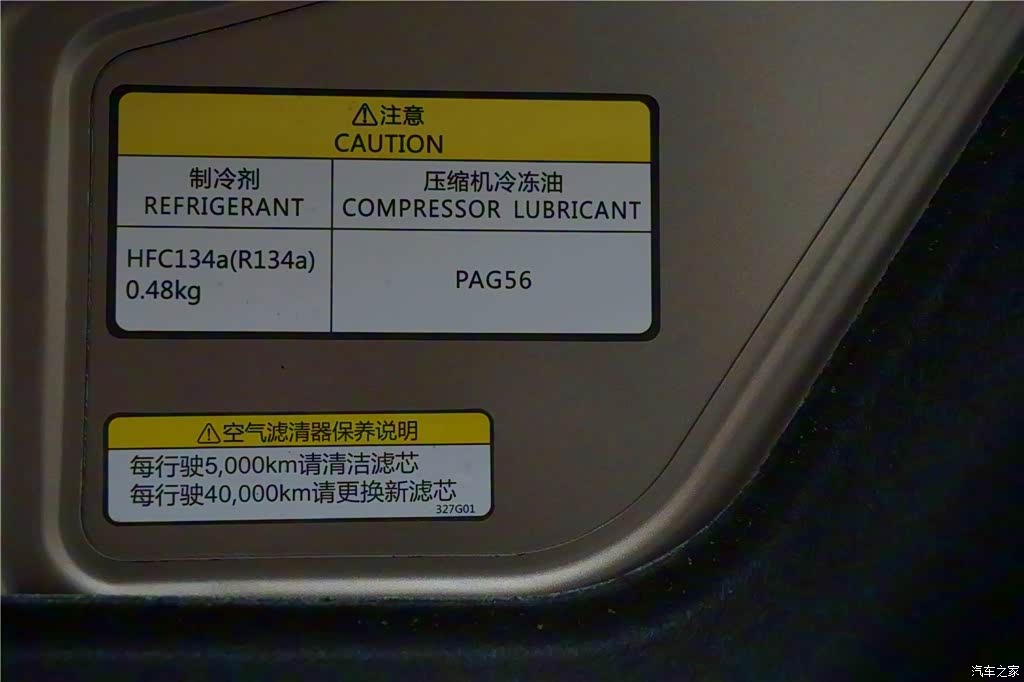 ⚠注意
CAUTION
制冷剂
REFRIGERANT
压缩机冷冻油
COMPRESSOR LUBRICANT
HFC134a(R134a)
0.48kg
PAG56
⚠空气滤清器保养说明
每行驶5,000km请清洁滤芯
每行驶40,000km请更换新滤芯
327G01
汽车之家